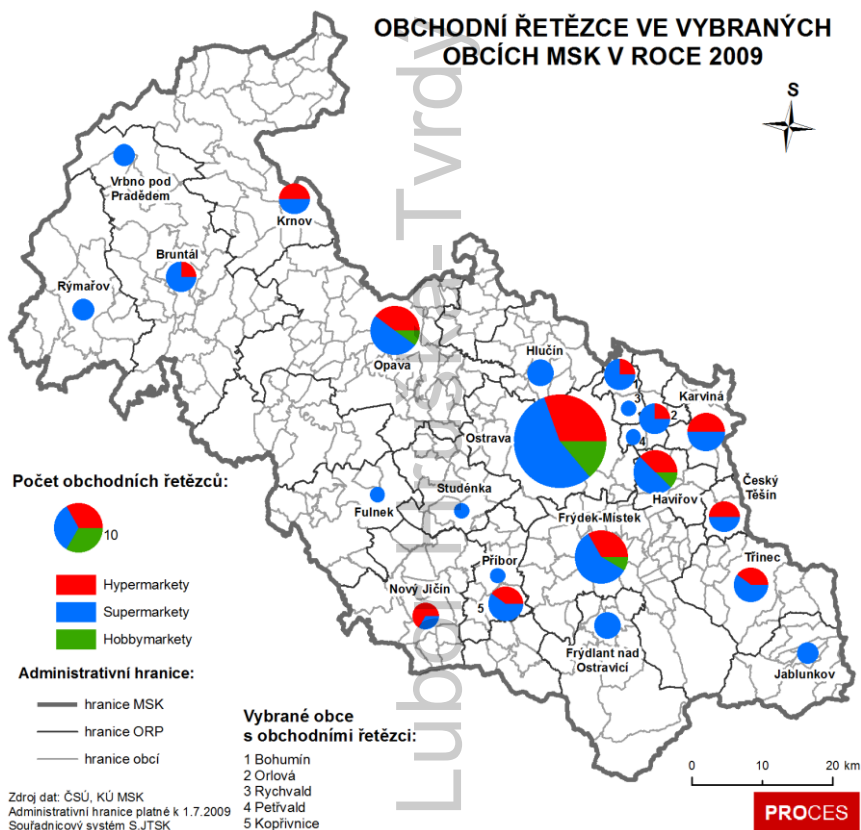 OBCHODNÍ ŘETĚZCE VE VYBRANÝCH
OBCÍCH MSK V ROCE 2009
S
Vrbno pod
Pradědem
Krnov
Bruntál
Rýmařov
Opava
Hlučín
1
3
2
Karviná
4
Ostrava
Havířov
Český
Těšín
Studénka
Fulnek
Frýdek-Místek
Třinec
Příbor
Nový Jičín
5
Frýdlant nad
Ostravicí
Jablunkov
Počet obchodních řetězců:
10
Hypermarkety
Supermarkety
Hobbymarkety
Administrativní hranice:
hranice MSK
hranice ORP
hranice obcí
Vybrané obce
s obchodními řetězci:
1 Bohumín
2 Orlová
3 Rychvald
4 Petřvald
5 Kopřivnice
Zdroj dat: ČSÚ, KÚ MSK
Administrativní hranice platné k 1.7.2009
Souřadnicový systém S.JTSK
0 10 20 km
PROCES
Luboš Hruška-Tvrdý